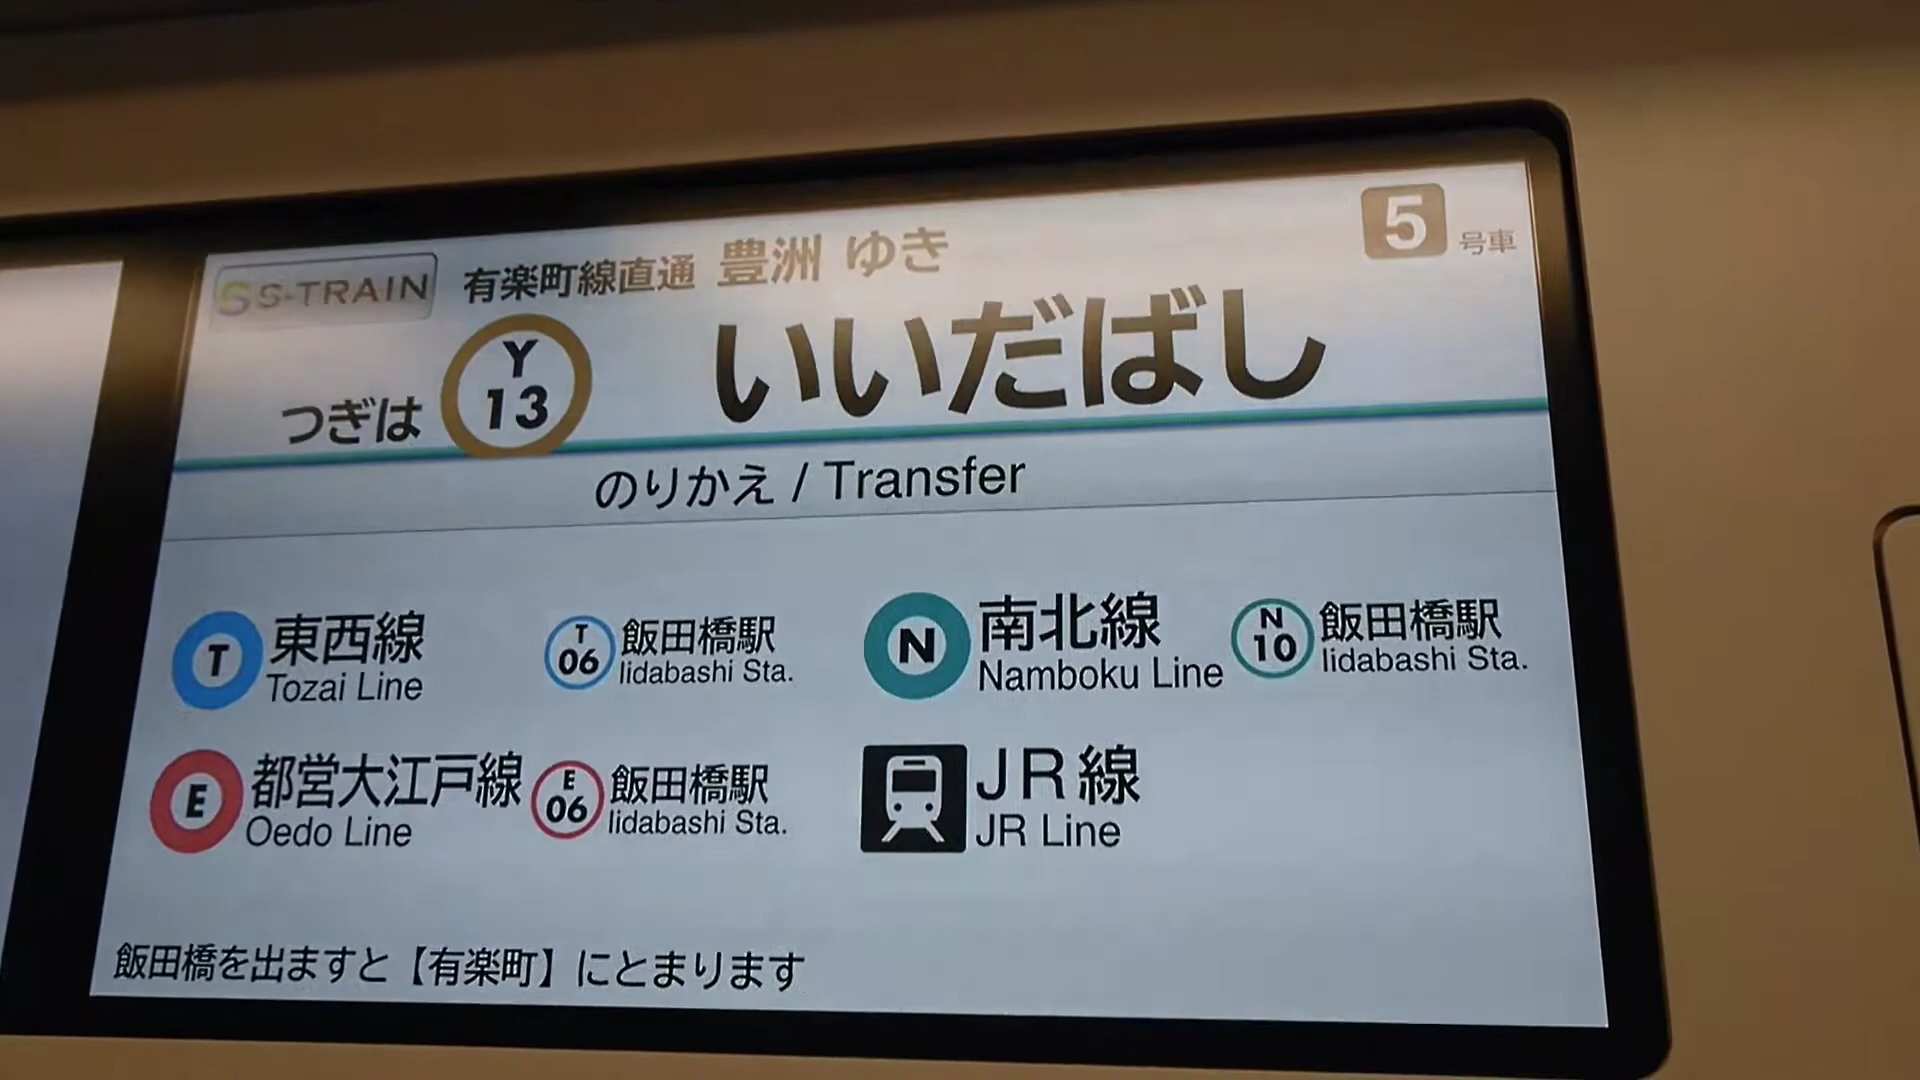 S-TRAIN 有楽町線直通 豊洲 ゆき 5 号車
つぎは Y 13 いいだばし
のりかえ / Transfer
T 東西線 T 06 飯田橋駅 N 南北線 N 10 飯田橋駅
Tozai Line Iidabashi Sta. Namboku Line Iidabashi Sta.
E 都営大江戸線 E 06 飯田橋駅 JR線
Oedo Line Iidabashi Sta. JR Line
飯田橋を出ますと【有楽町】にとまります